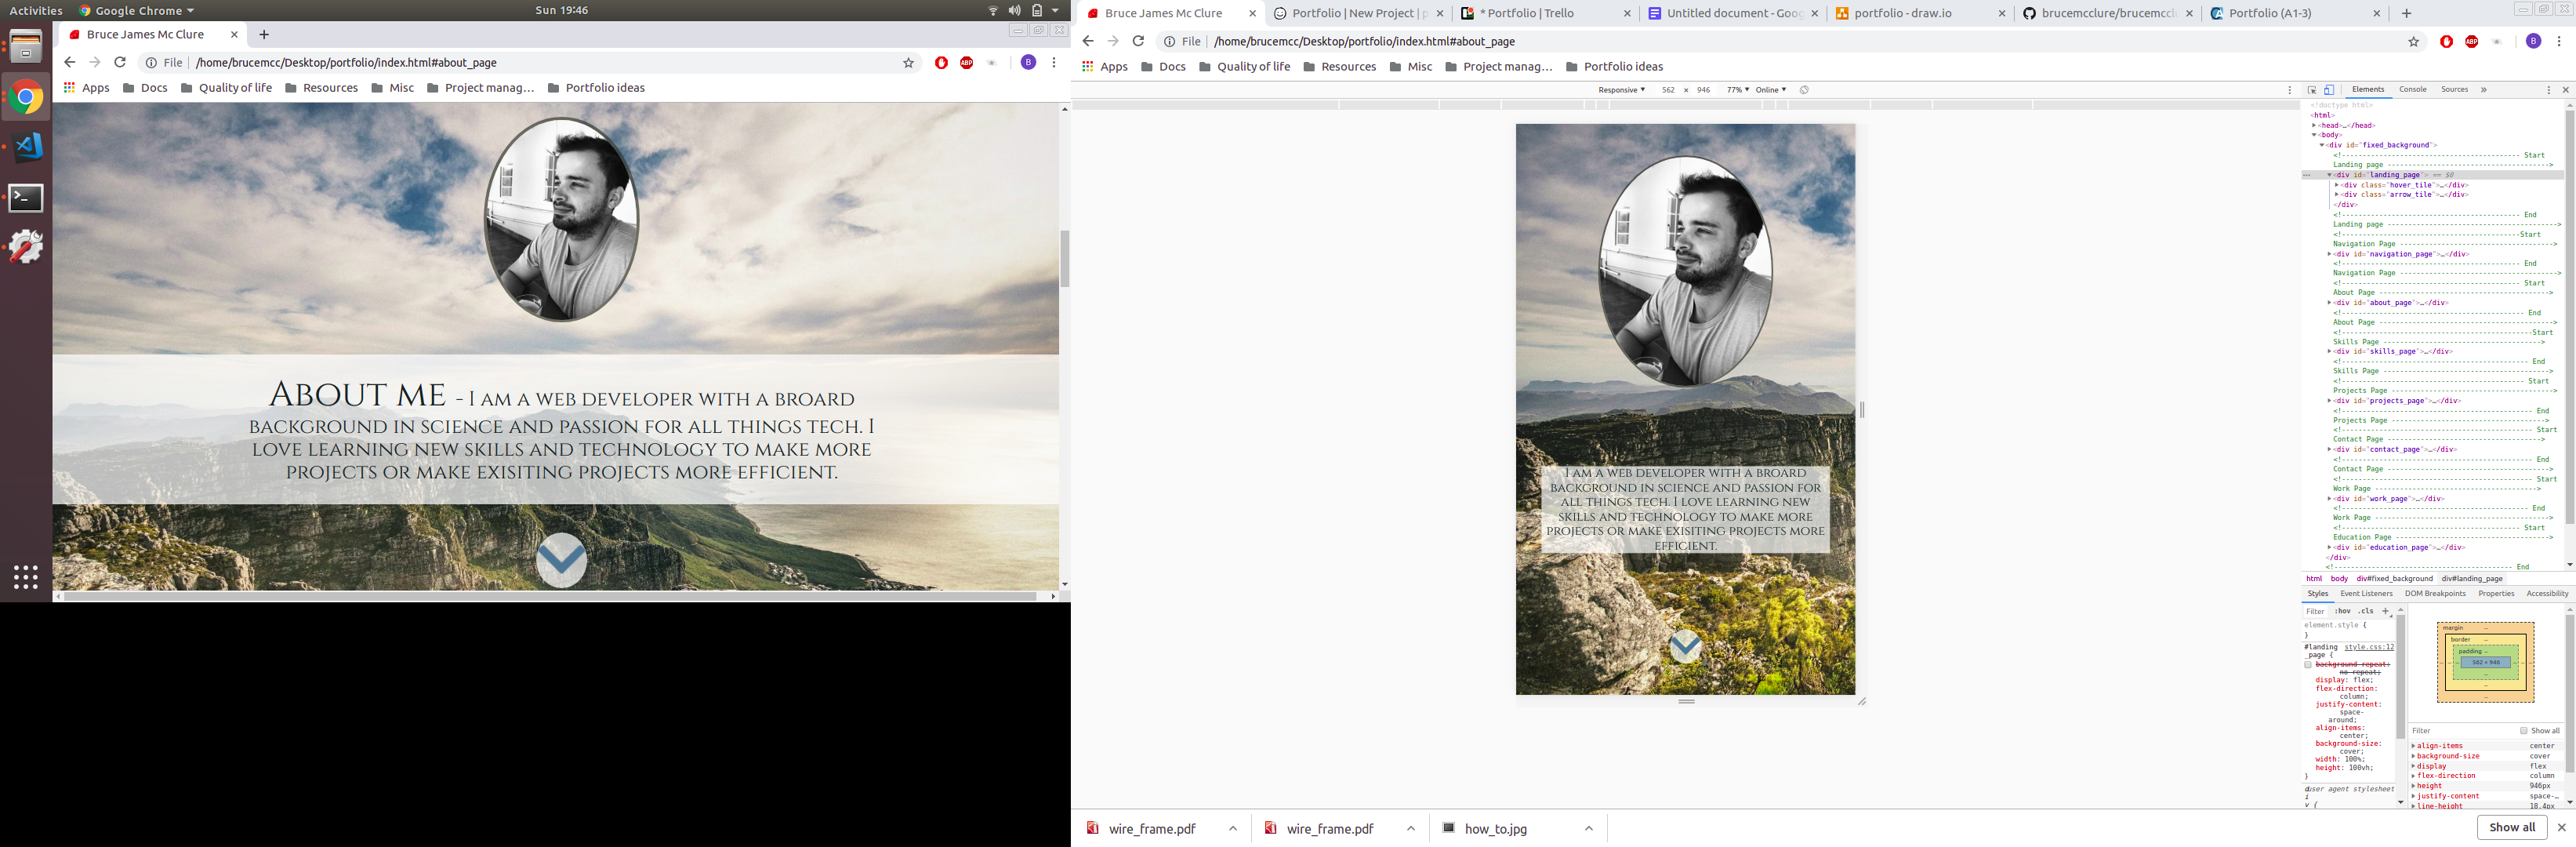 Activities
Google Chrome
Sun 19:46
Bruce James Mc Clure
File
/home/brucemcc/Desktop/portfolio/index.html#about_page
ABP
B
Apps
Docs
Quality of life
Resources
Misc
Project manag...
Portfolio ideas
About me - I am a web developer with a broard
background in science and passion for all things tech. I
love learning new skills and technology to make more
projects or make exisiting projects more efficient.
Bruce James Mc Clure
Portfolio | New Project | p
* Portfolio | Trello
Untitled document - Goog
portfolio - draw.io
brucemcclure/brucemcclu
Portfolio (A1-3)
File
/home/brucemcc/Desktop/portfolio/index.html#about_page
ABP
B
Apps
Docs
Quality of life
Resources
Misc
Project manag...
Portfolio ideas
Responsive
562 × 946
77%
Online
I am a web developer with a broard
background in science and passion for
all things tech. I love learning new
skills and technology to make more
projects or make exisiting projects more
efficient.
Elements
Console
Sources
»
<!doctype html>
<html>
<head>…</head>
<body>
<div id="fixed_background">
<!---------------------------------------- Start
Landing page ------------------------------------->
<div id="landing_page"> == $0
<div class="hover_tile">…</div>
<div class="arrow_tile">…</div>
</div>
<!---------------------------------------- End
Landing page --------------------------------------->
<!----------------------------------------Start
Navigation Page ----------------------------------->
<div id="navigation_page">…</div>
<!---------------------------------------- End
Navigation Page ------------------------------------>
<!---------------------------------------- Start
About Page --------------------------------------->
<div id="about_page">…</div>
<!----------------------------------------- End
About Page ---------------------------------------->
<!-------------------------------------------Start
Skills Page ------------------------------------>
<div id="skills_page">…</div>
<!------------------------------------------ End
Skills Page -------------------------------------->
<!----------------------------------------- Start
Projects Page ------------------------------------>
<div id="projects_page">…</div>
<!---------------------------------------- End
Projects Page ----------------------------------->
<!------------------------------------------- Start
Contact Page ----------------------------------->
<div id="contact_page">…</div>
<!------------------------------------------- End
Contact Page ------------------------------------->
<!------------------------------------------- Start
Work Page ------------------------------------->
<div id="work_page">…</div>
<!---------------------------------------- End
Work Page ---------------------------------------->
<!---------------------------------------- Start
Education Page ----------------------------------->
<div id="education_page">…</div>
</div>
<!--------------------------------------- End
html
body
div#fixed_background
div#landing_page
Styles
Event Listeners
DOM Breakpoints
Properties
Accessibility
Filter
:hov
.cls
+
element.style {
}
#landing
style.css:12
_page {
background-repeat:
no-repeat;
display: flex;
flex-direction:
column;
justify-content:
space-
around;
align-items:
center;
background-size:
cover;
width: 100%;
height: 100vh;
}
user agent stylesheet
v {
margin
border
padding
562 × 946
Filter
Show all
align-items
center
background-size
cover
display
flex
flex-direction
column
height
946px
justify-content
space-…
line-height
18.4px
wire_frame.pdf
wire_frame.pdf
how_to.jpg
Show all